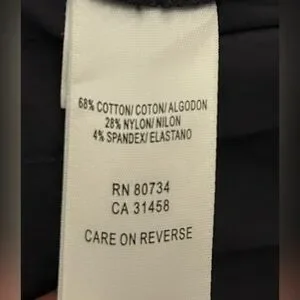 68% COTTON/ COTON/ ALGODON
28% NYLON/ NILON
4% SPANDEX/ ELASTANO
RN 80734
CA 31458
CARE ON REVERSE